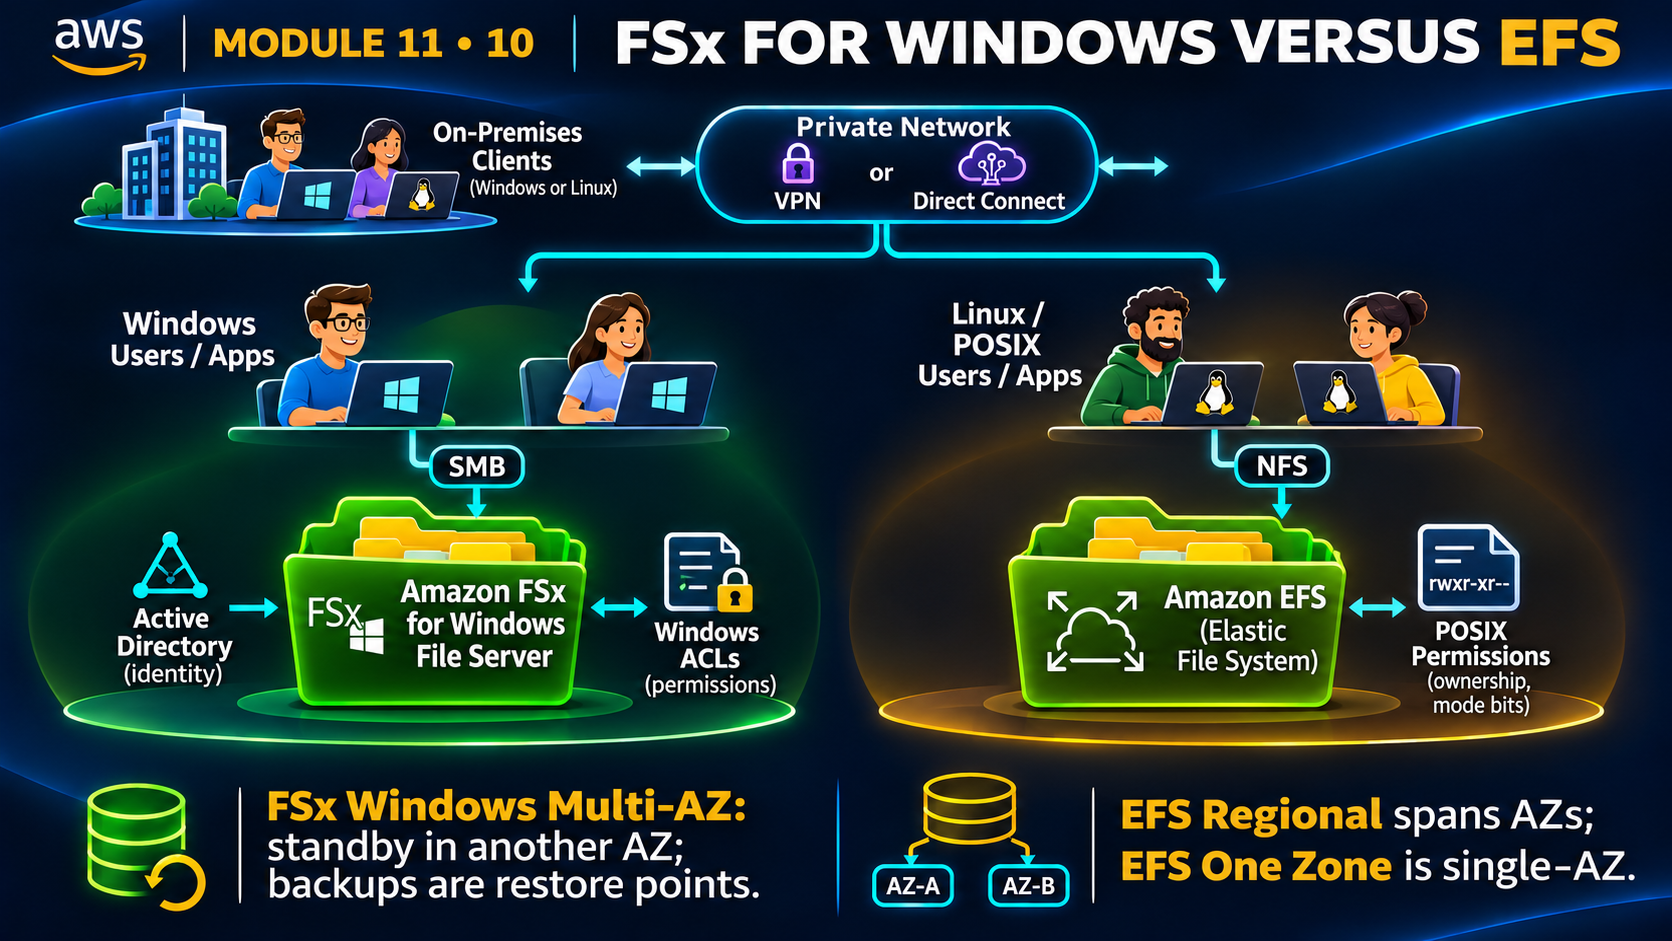 aws
MODULE 11 • 10
FSx FOR WINDOWS VERSUS EFS
On-Premises
Clients
(Windows or Linux)
Private Network
VPN
or
Direct Connect
Windows
Users / Apps
Linux /
POSIX
Users / Apps
SMB
NFS
Active
Directory
(identity)
FSx
Amazon FSx
for Windows
File Server
Windows
ACLs
(permissions)
Amazon EFS
(Elastic
File System)
rwxr-xr--
POSIX
Permissions
(ownership,
mode bits)
FSx Windows Multi-AZ:
standby in another AZ;
backups are restore points.
AZ-A
AZ-B
EFS Regional spans AZs;
EFS One Zone is single-AZ.